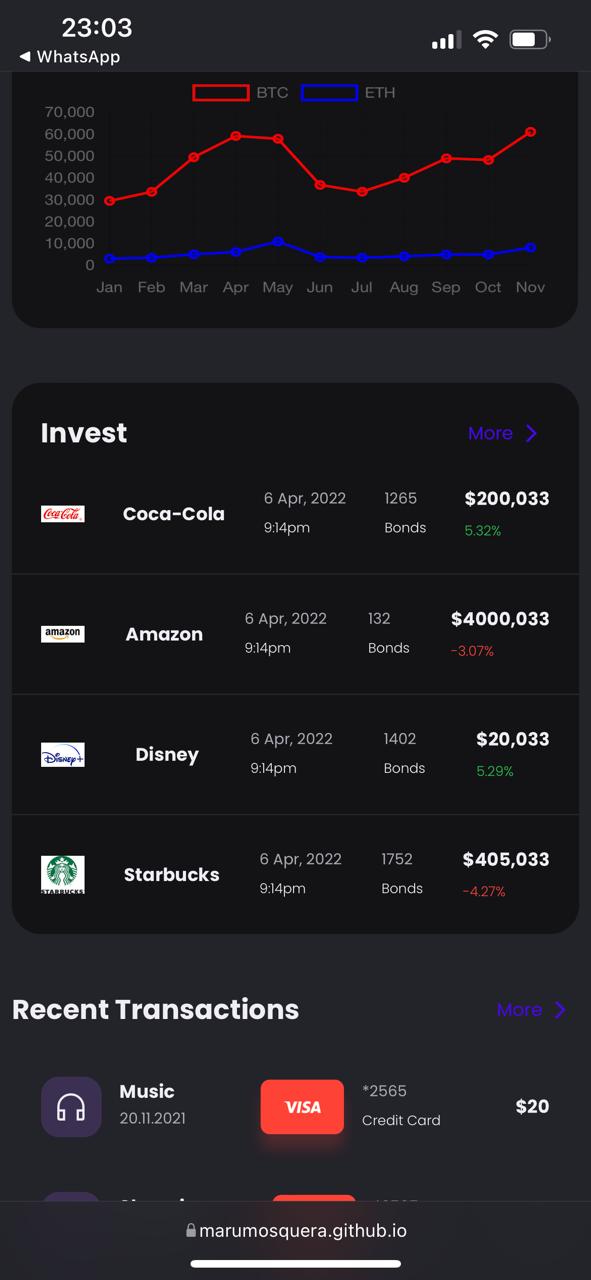 23:03
◀ WhatsApp
BTC ETH
70,000
60,000
50,000
40,000
30,000
20,000
10,000
0
Jan Feb Mar Apr May Jun Jul Aug Sep Oct Nov
Invest More
Coca-Cola
Coca-Cola
6 Apr, 2022 1265 $200,033
9:14pm Bonds 5.32%
amazon
Amazon
6 Apr, 2022 132 $4000,033
9:14pm Bonds -3.07%
Disney+
Disney
6 Apr, 2022 1402 $20,033
9:14pm Bonds 5.29%
STARBUCKS
Starbucks
6 Apr, 2022 1752 $405,033
9:14pm Bonds -4.27%
Recent Transactions More
Music VISA *2565 $20
20.11.2021 Credit Card
marumosquera.github.io